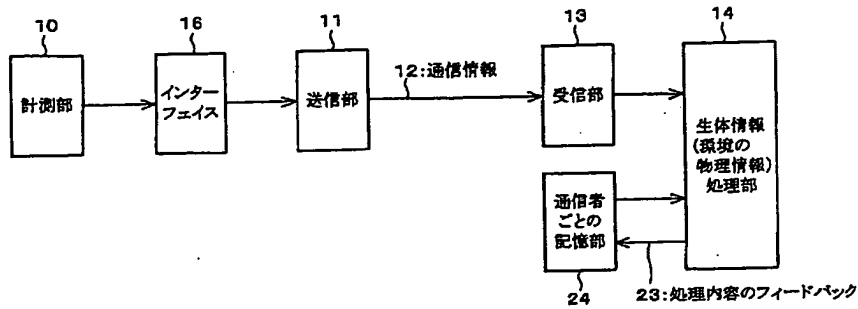 10
16
11
13
14
計測部
インター
フェイス
送信部
12:通信情報
受信部
生体情報
(環境の
物理情報)
処理部
通信者
ごとの
記憶部
24
23:処理内容のフィードバック